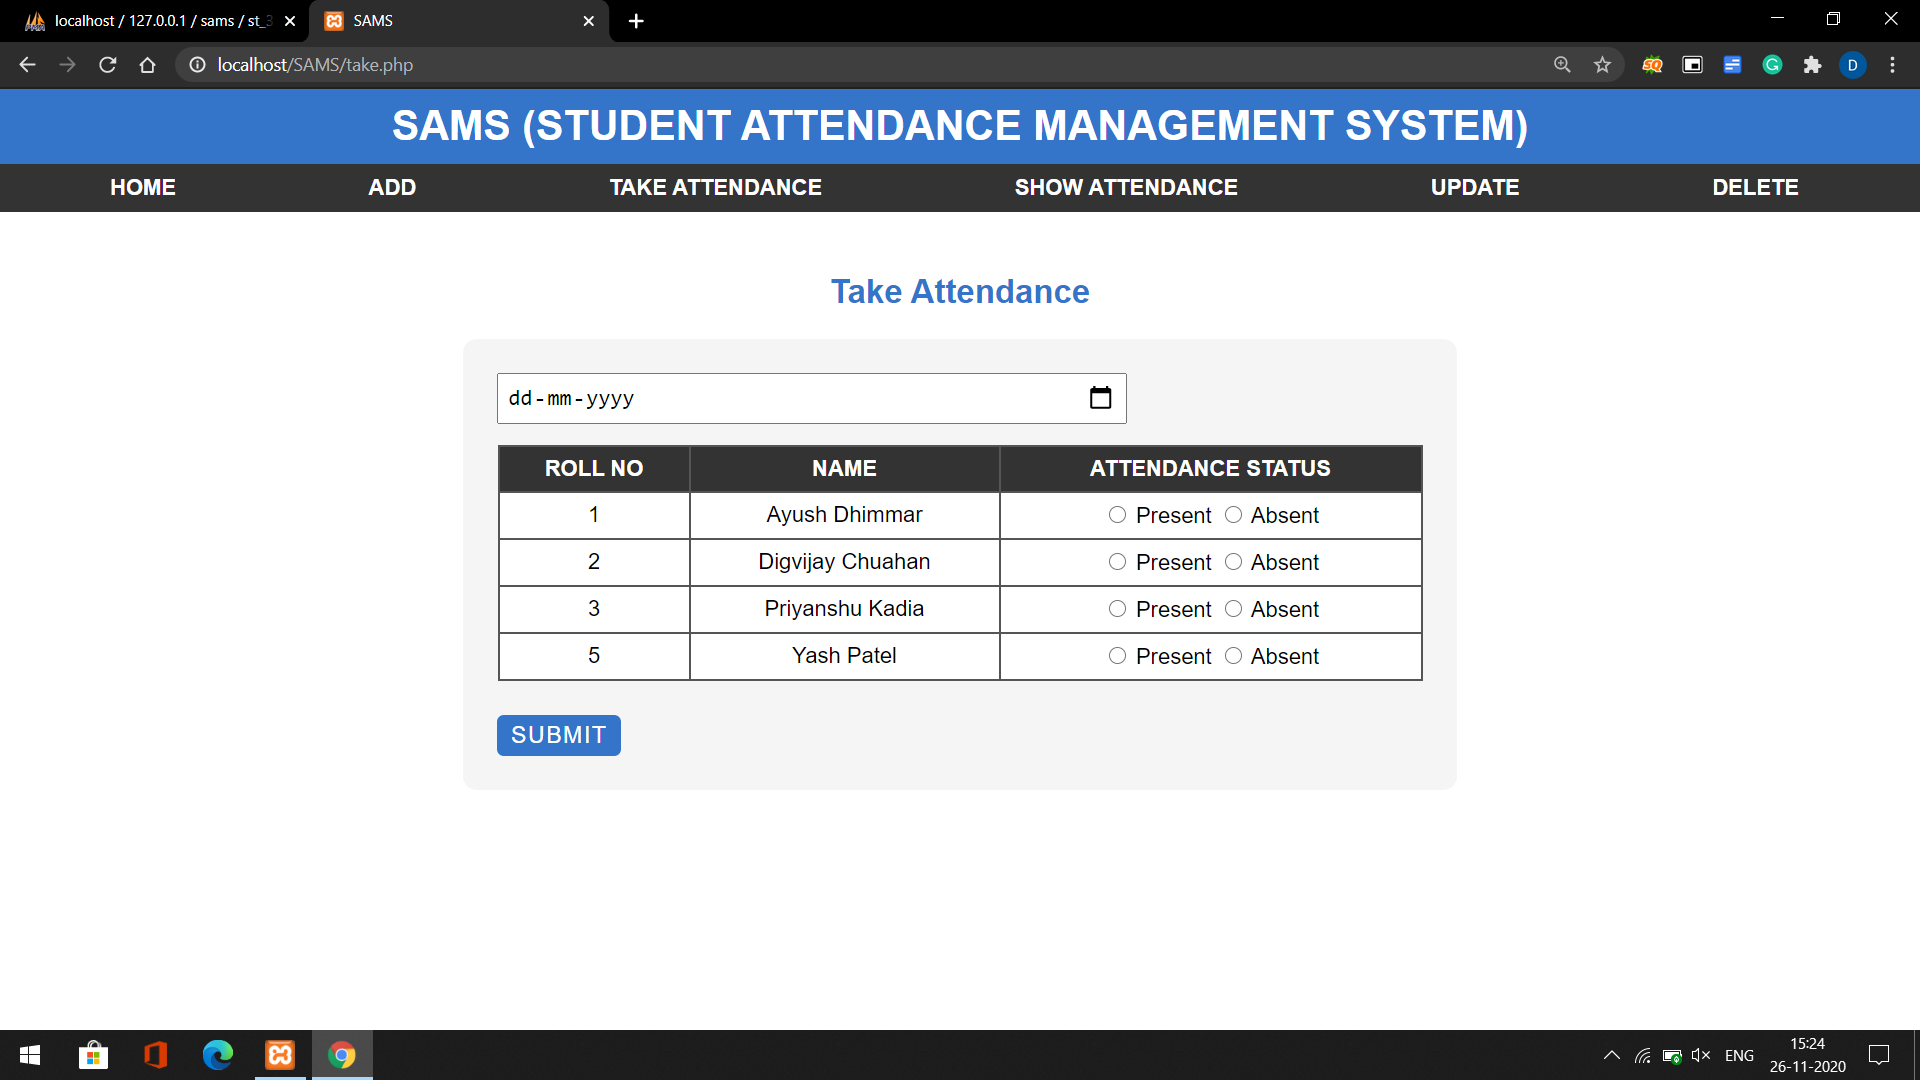 localhost / 127.0.0.1 / sams / st_3
SAMS
localhost/SAMS/take.php
SQ
G
D
SAMS (STUDENT ATTENDANCE MANAGEMENT SYSTEM)
HOME ADD TAKE ATTENDANCE SHOW ATTENDANCE UPDATE DELETE
Take Attendance
dd-mm-yyyy
ROLL NO NAME ATTENDANCE STATUS
1 Ayush Dhimmar Present Absent
2 Digvijay Chuahan Present Absent
3 Priyanshu Kadia Present Absent
5 Yash Patel Present Absent
SUBMIT
ENG
15:24
26-11-2020